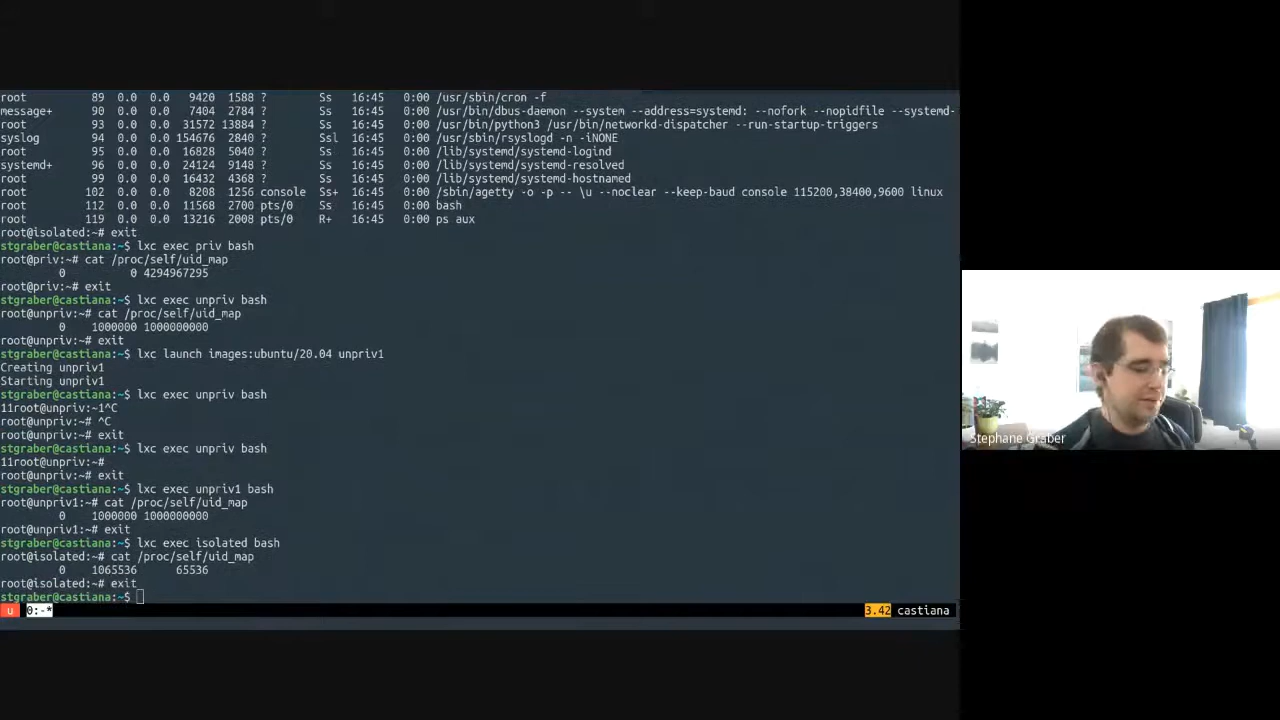 root          89  0.0  0.0   9420  1588 ?        Ss   16:45   0:00 /usr/sbin/cron -f
message+      90  0.0  0.0   7404  2784 ?        Ss   16:45   0:00 /usr/bin/dbus-daemon --system --address=systemd: --nofork --nopidfile --systemd-
root          93  0.0  0.0  31572 13884 ?        Ss   16:45   0:00 /usr/bin/python3 /usr/bin/networkd-dispatcher --run-startup-triggers
syslog        94  0.0  0.0 154676  2840 ?        Ssl  16:45   0:00 /usr/sbin/rsyslogd -n -iNONE
root          95  0.0  0.0  16828  5040 ?        Ss   16:45   0:00 /lib/systemd/systemd-logind
systemd+      96  0.0  0.0  24124  9148 ?        Ss   16:45   0:00 /lib/systemd/systemd-resolved
root          99  0.0  0.0  16432  4368 ?        Ss   16:45   0:00 /lib/systemd/systemd-hostnamed
root         102  0.0  0.0   8208  1256 console  Ss+  16:45   0:00 /sbin/agetty -o -p -- \u --noclear --keep-baud console 115200,38400,9600 linux
root         112  0.0  0.0  11568  2700 pts/0    Ss   16:45   0:00 bash
root         119  0.0  0.0  13216  2008 pts/0    R+   16:45   0:00 ps aux
root@isolated:~# exit
stgraber@castiana:~$ lxc exec priv bash
root@priv:~# cat /proc/self/uid_map
         0          0 4294967295
root@priv:~# exit
stgraber@castiana:~$ lxc exec unpriv bash
root@unpriv:~# cat /proc/self/uid_map
         0    1000000 1000000000
root@unpriv:~# exit
stgraber@castiana:~$ lxc launch images:ubuntu/20.04 unpriv1
Creating unpriv1
Starting unpriv1
stgraber@castiana:~$ lxc exec unpriv bash
11root@unpriv:~1^C
root@unpriv:~# ^C
root@unpriv:~# exit
stgraber@castiana:~$ lxc exec unpriv bash
11root@unpriv:~#
root@unpriv:~# exit
stgraber@castiana:~$ lxc exec unpriv1 bash
root@unpriv1:~# cat /proc/self/uid_map
         0    1000000 1000000000
root@unpriv1:~# exit
stgraber@castiana:~$ lxc exec isolated bash
root@isolated:~# cat /proc/self/uid_map
         0    1065536      65536
root@isolated:~# exit
stgraber@castiana:~$
u 0:-* 3.42 castiana
Stephane Graber